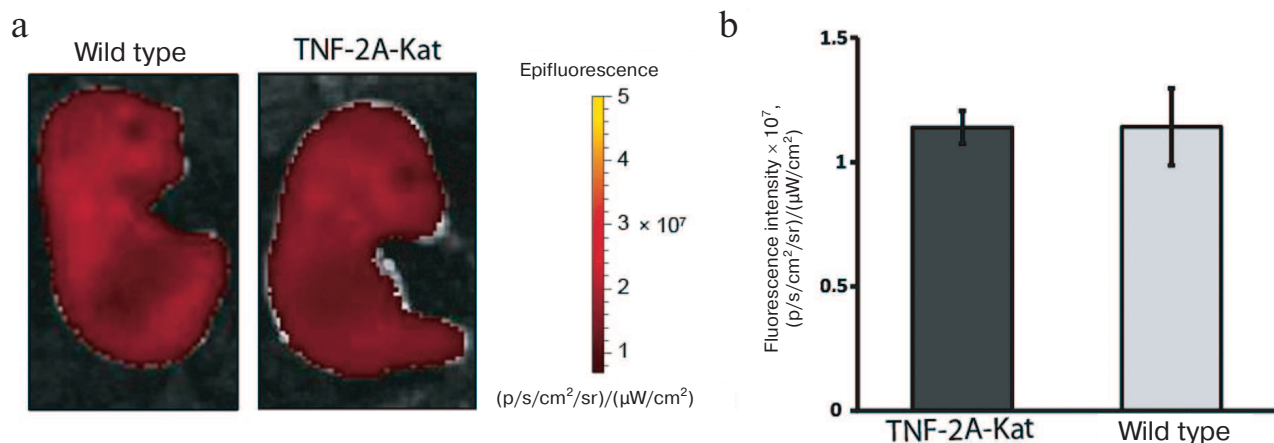 a
Wild type
TNF-2A-Kat
Epifluorescence
5
4
3 × 10⁷
2
1
(p/s/cm²/sr)/(μW/cm²)
b
Fluorescence intensity × 10⁷,
(p/s/cm²/sr)/(μW/cm²)
1.5
1
0.5
0
TNF-2A-Kat
Wild type